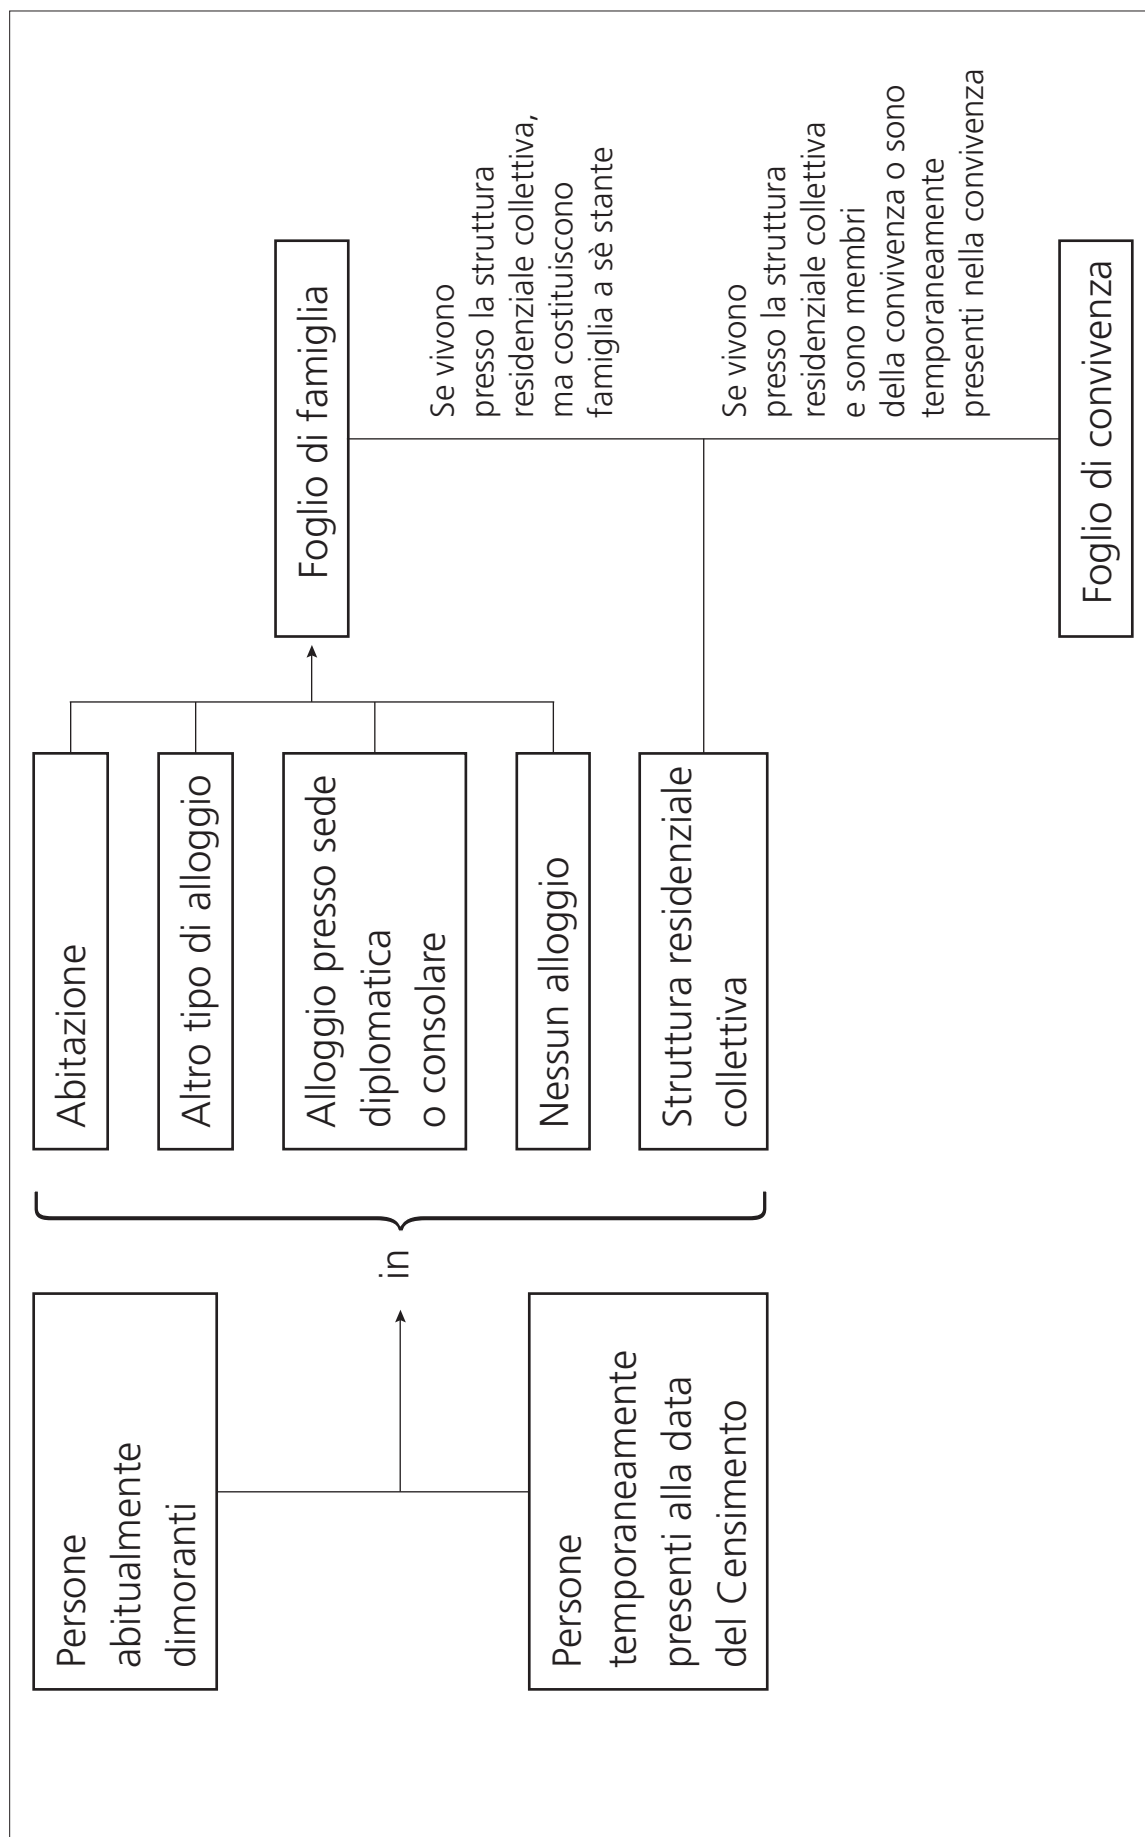 Persone
abitualmente
dimoranti
Persone
temporaneamente
presenti alla data
del Censimento
in
Abitazione
Altro tipo di alloggio
Alloggio presso sede
diplomatica
o consolare
Nessun alloggio
Struttura residenziale
collettiva
Foglio di famiglia
Se vivono
presso la struttura
residenziale collettiva,
ma costituiscono
famiglia a sè stante
Se vivono
presso la struttura
residenziale collettiva
e sono membri
della convivenza o sono
temporaneamente
presenti nella convivenza
Foglio di convivenza